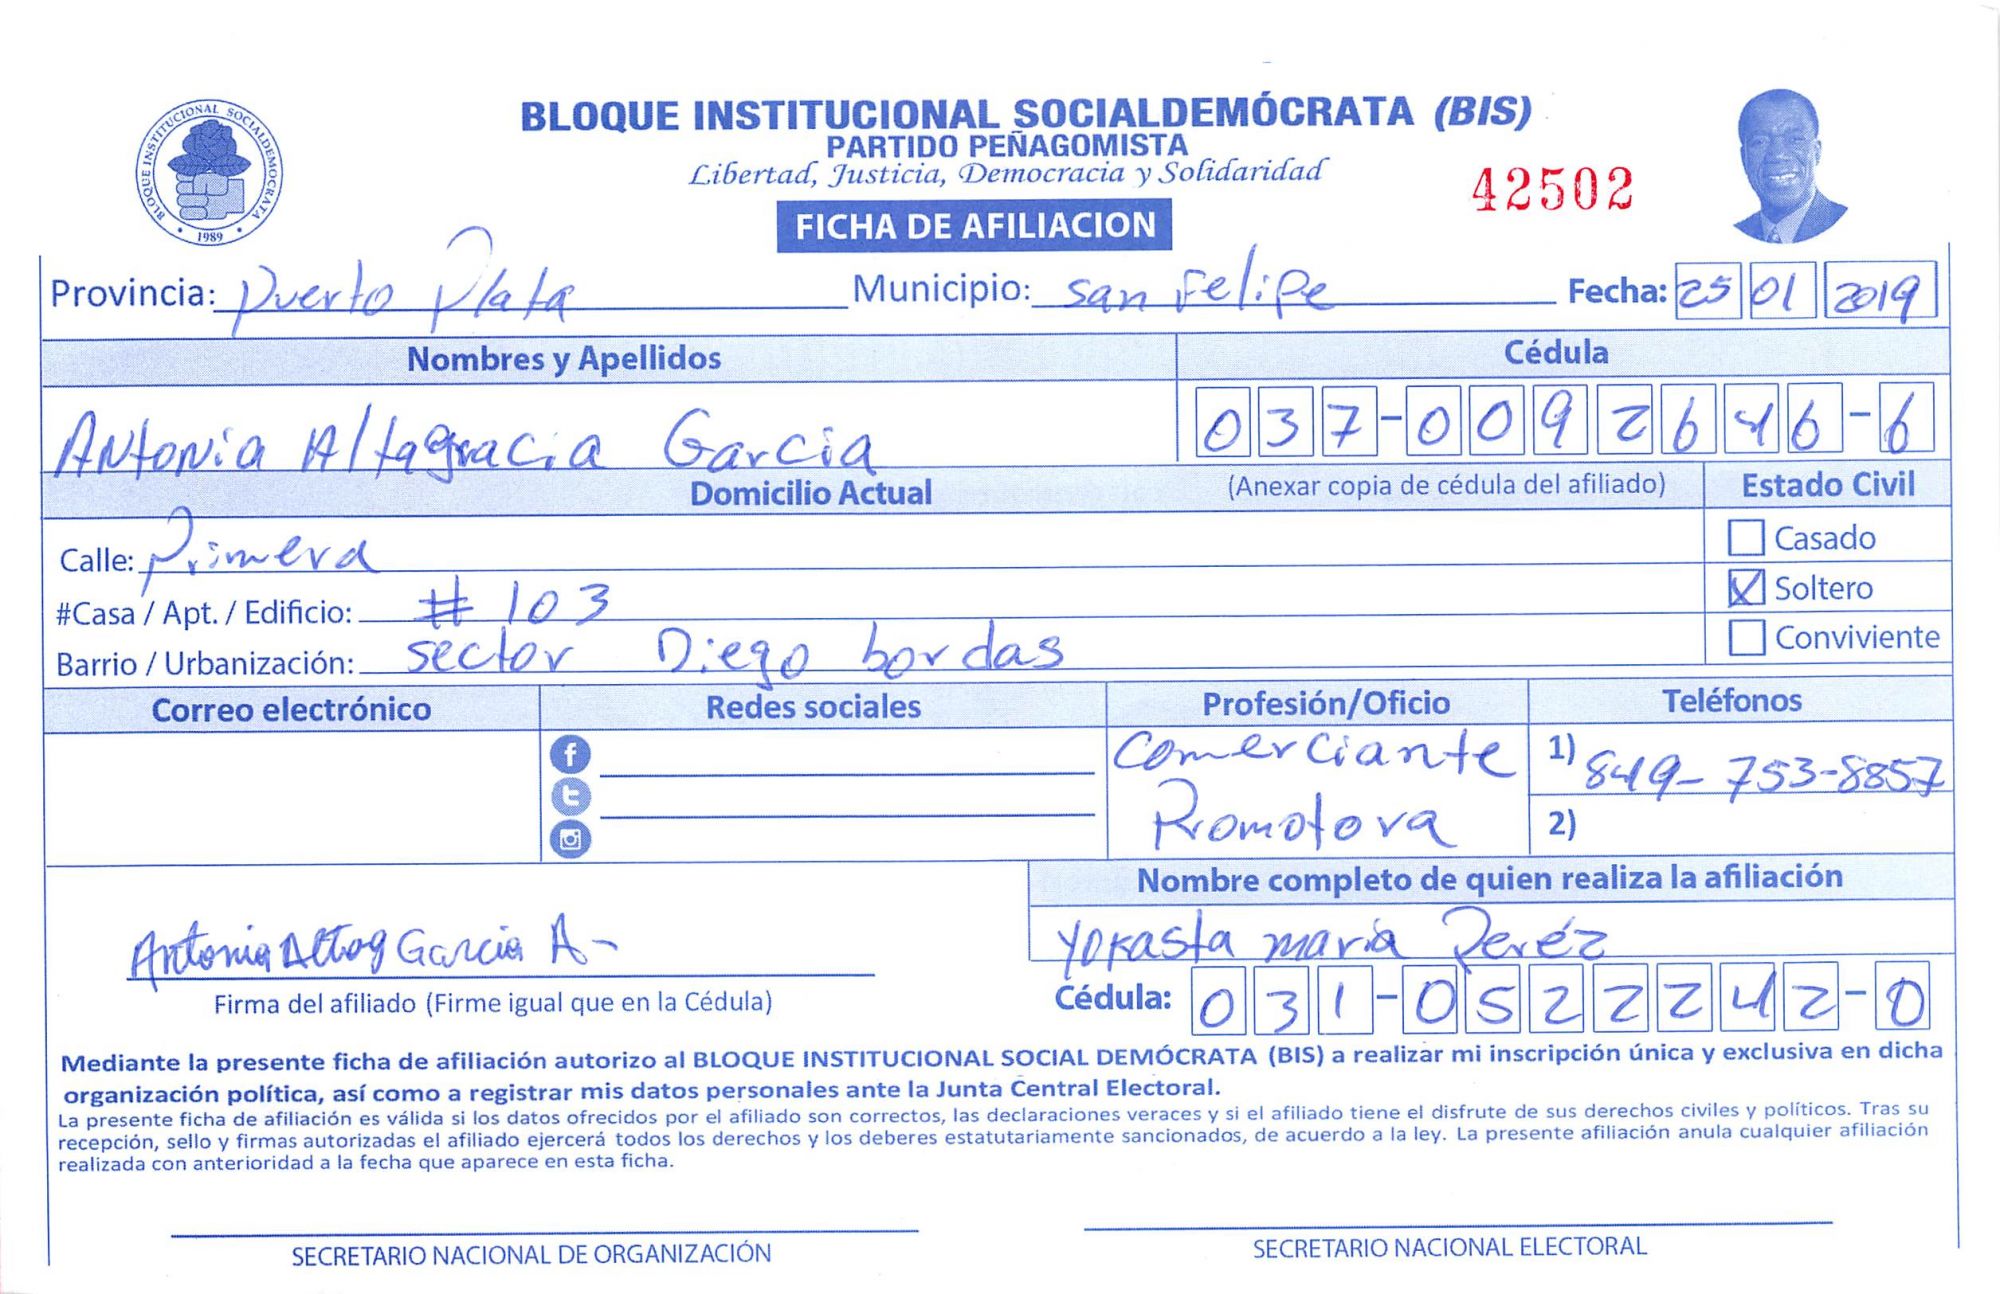 BLOQUE INSTITUCIONAL SOCIALDEMOCRATA
1989
BLOQUE INSTITUCIONAL SOCIALDEMÓCRATA (BIS)
PARTIDO PEÑAGOMISTA
Libertad, Justicia, Democracia y Solidaridad
42502
FICHA DE AFILIACION
Provincia: Puerto Plata Municipio: San Felipe Fecha: 25 01 2019
Nombres y Apellidos Cédula
Antonia Altagracia Garcia 037-0092646-6
Domicilio Actual (Anexar copia de cédula del afiliado) Estado Civil
Calle: Primera Casado
#Casa / Apt. / Edificio: # 103 Soltero
Barrio / Urbanización: sector Diego bordas Conviviente
Correo electrónico Redes sociales Profesión/Oficio Teléfonos
Comerciante 1) 849-753-8857
Promotora 2)
Nombre completo de quien realiza la afiliación
Yokasta maria Peréz
Antonia Altag Garcia A-
Firma del afiliado (Firme igual que en la Cédula) Cédula: 031-0522242-0
Mediante la presente ficha de afiliación autorizo al BLOQUE INSTITUCIONAL SOCIAL DEMÓCRATA (BIS) a realizar mi inscripción única y exclusiva en dicha
organización política, así como a registrar mis datos personales ante la Junta Central Electoral.
La presente ficha de afiliación es válida si los datos ofrecidos por el afiliado son correctos, las declaraciones veraces y si el afiliado tiene el disfrute de sus derechos civiles y políticos. Tras su
recepción, sello y firmas autorizadas el afiliado ejercerá todos los derechos y los deberes estatutariamente sancionados, de acuerdo a la ley. La presente afiliación anula cualquier afiliación
realizada con anterioridad a la fecha que aparece en esta ficha.
SECRETARIO NACIONAL DE ORGANIZACIÓN SECRETARIO NACIONAL ELECTORAL